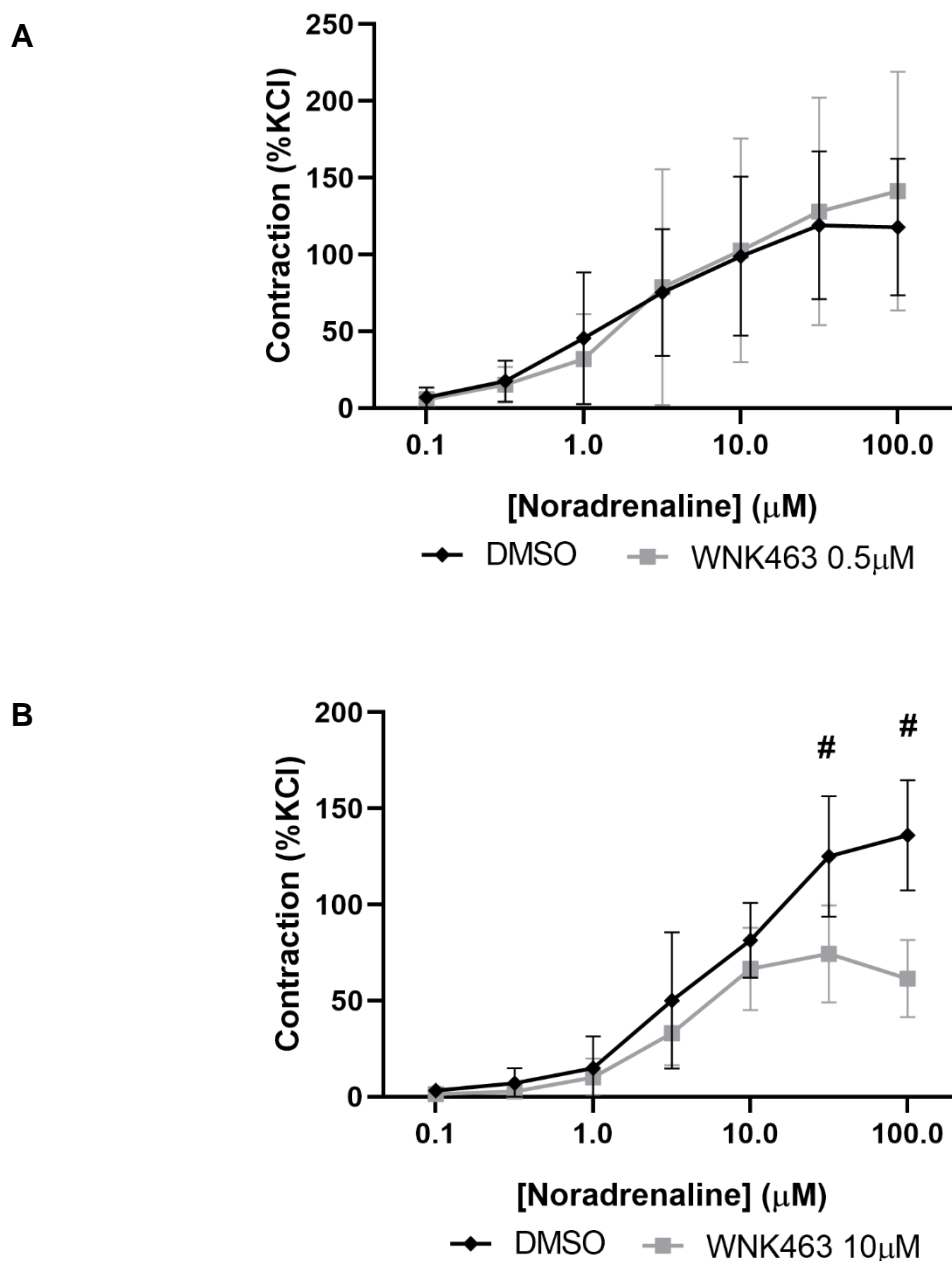 A
Contraction (%KCl)
250
200
150
100
50
0
0.1 1.0 10.0 100.0
[Noradrenaline] (μM)
DMSO WNK463 0.5μM
B
Contraction (%KCl)
200
150
100
50
0
# #
0.1 1.0 10.0 100.0
[Noradrenaline] (μM)
DMSO WNK463 10μM